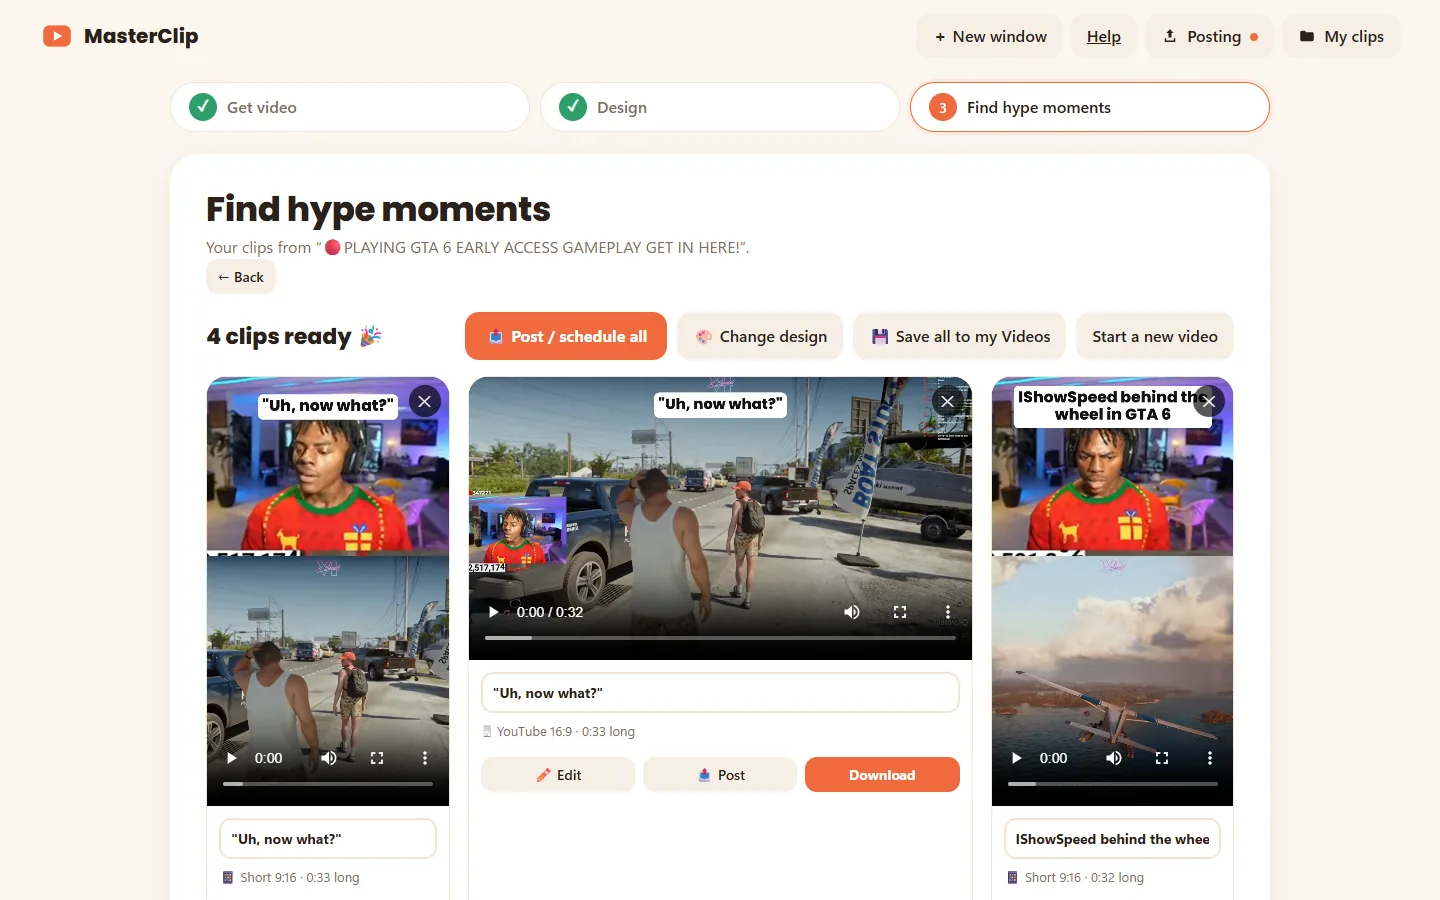 MasterClip
+ New window
Help
Posting
My clips
Get video
Design
3 Find hype moments
Find hype moments
Your clips from “🔴 PLAYING GTA 6 EARLY ACCESS GAMEPLAY GET IN HERE!”.
← Back
4 clips ready 🎉
📤 Post / schedule all
🎨 Change design
💾 Save all to my Videos
Start a new video
"Uh, now what?"
0:00
"Uh, now what?"
Short 9:16 · 0:33 long
"Uh, now what?"
BOAT
2,517,174
0:00 / 0:32
"Uh, now what?"
YouTube 16:9 · 0:33 long
✏️ Edit
📤 Post
Download
IShowSpeed behind the
wheel in GTA 6
0:00
IShowSpeed behind the whee
Short 9:16 · 0:32 long